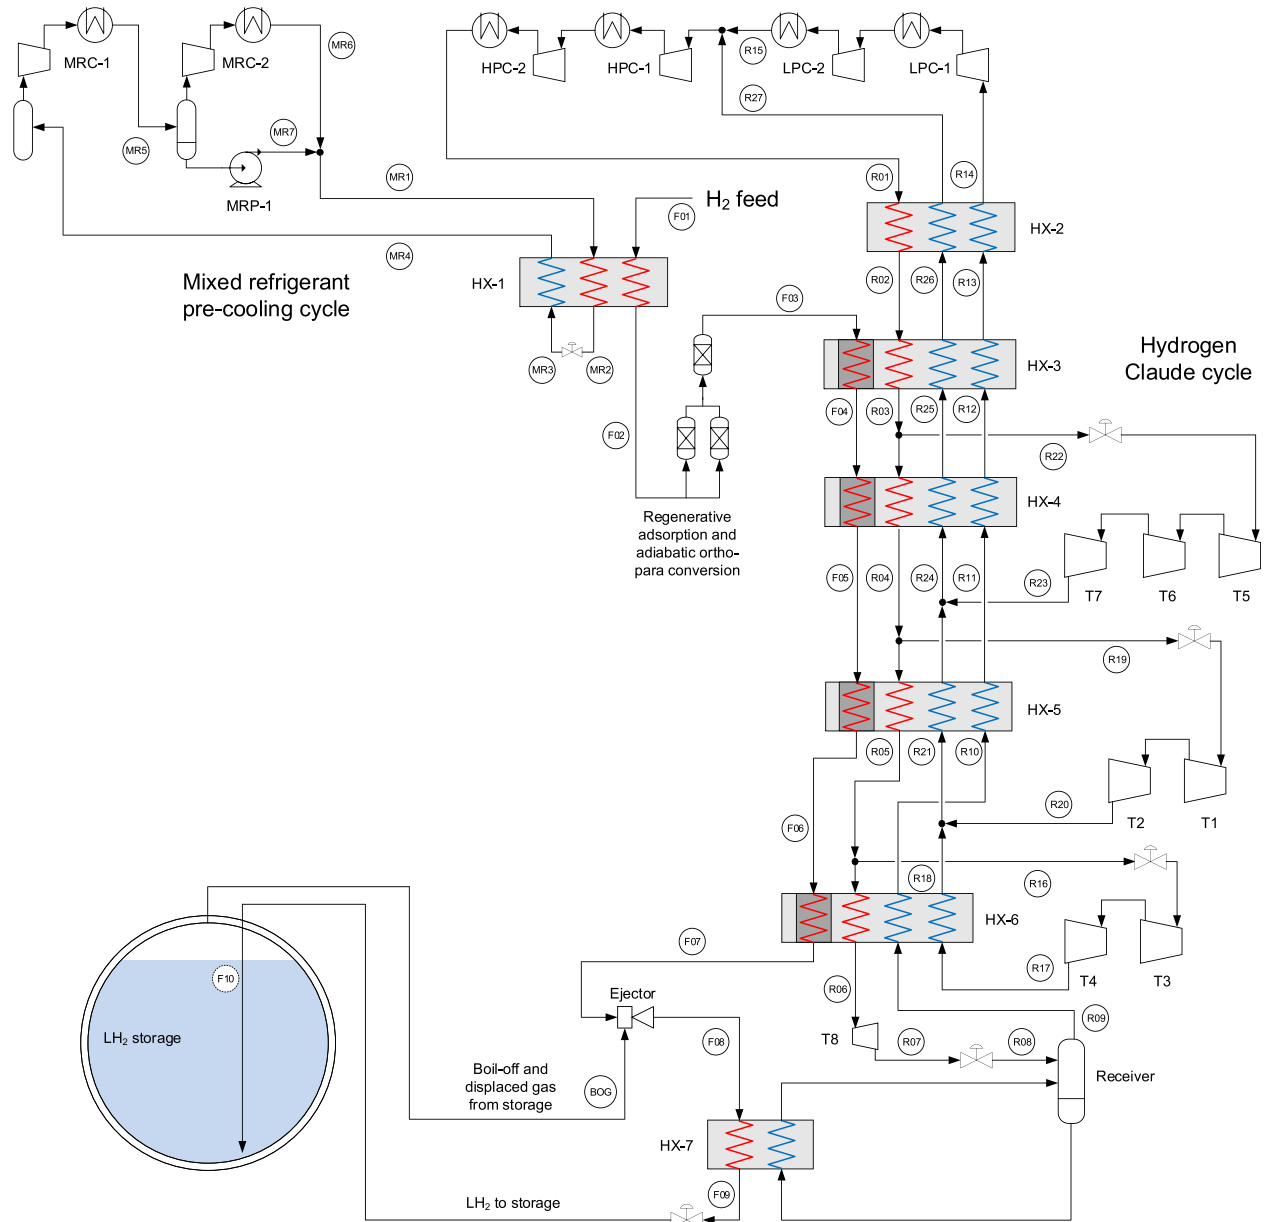 MRC-1
MRC-2
MR6
HPC-2
HPC-1
R15
LPC-2
LPC-1
R27
MR5
MR7
MRP-1
MR1
R01
R14
H₂ feed
F01
HX-2
MR4
Mixed refrigerant
pre-cooling cycle
HX-1
R02
R26
R13
F03
MR3
MR2
HX-3
Hydrogen
Claude cycle
F04
R03
R25
R12
F02
R22
HX-4
Regenerative
adsorption and
adiabatic ortho-
para conversion
F05
R04
R24
R11
R23
T7
T6
T5
R19
HX-5
R05
R21
R10
R20
T2
T1
F06
R18
R16
HX-6
F07
R17
T4
T3
F10
R06
Ejector
R09
LH₂ storage
F08
T8
R07
R08
Boil-off and
displaced gas
from storage
BOG
Receiver
HX-7
LH₂ to storage
F09